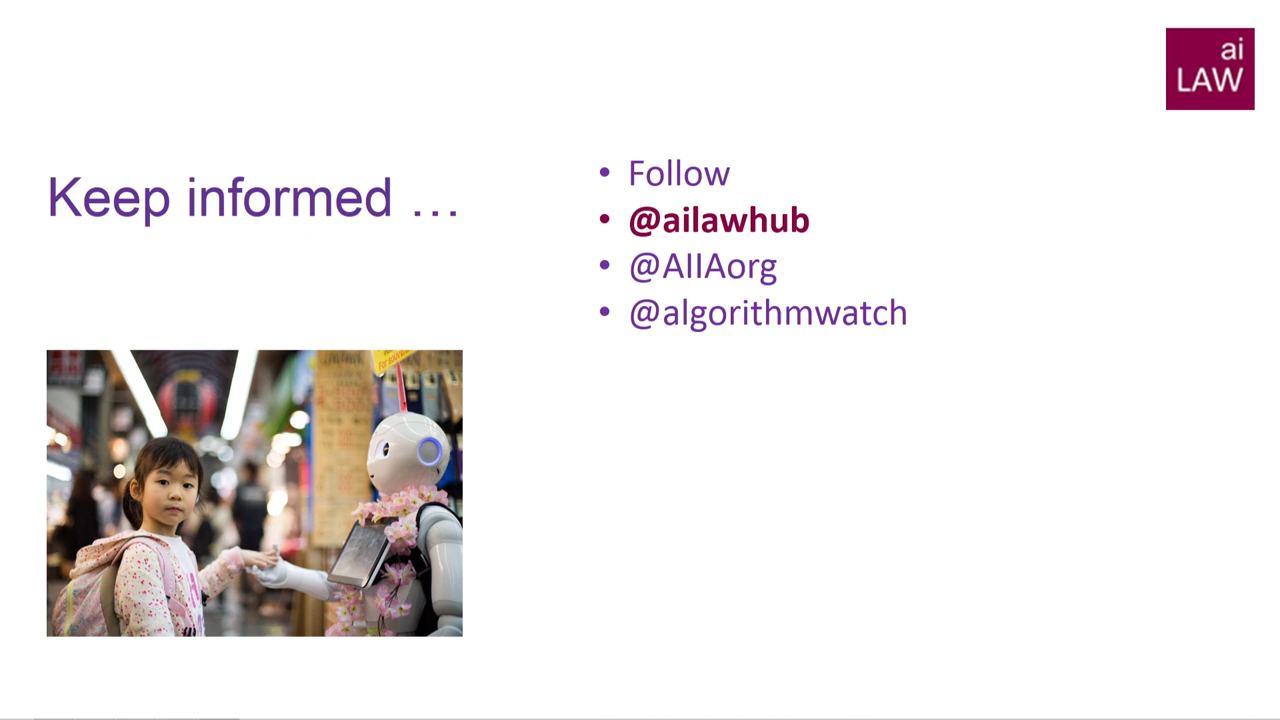 ai
LAW
Keep informed …
• Follow
• @ailawhub
• @AIIAorg
• @algorithmwatch